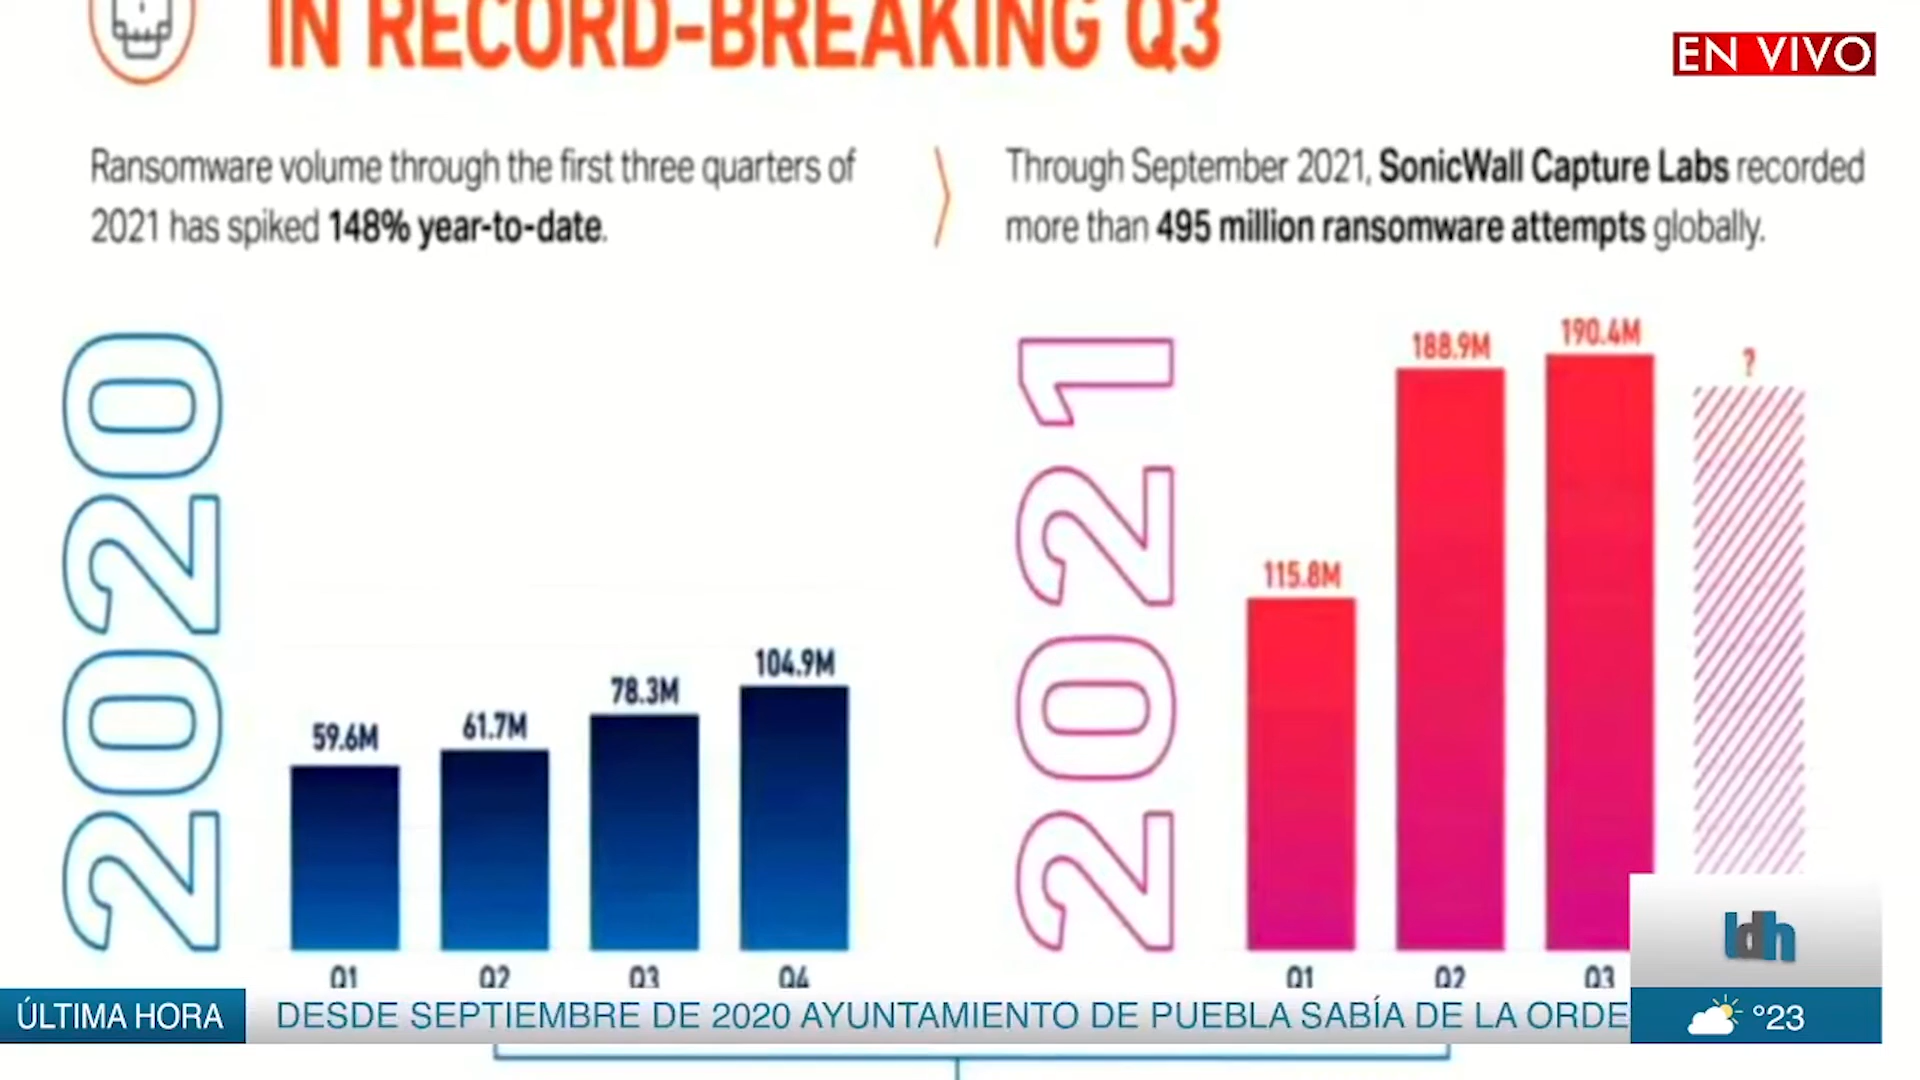 IN RECORD-BREAKING Q3
EN VIVO
Ransomware volume through the first three quarters of
2021 has spiked 148% year-to-date.
Through September 2021, SonicWall Capture Labs recorded
more than 495 million ransomware attempts globally.
2020
59.6M
61.7M
78.3M
104.9M
Q1
Q2
Q3
Q4
2021
115.8M
188.9M
190.4M
?
Q1
Q2
Q3
ldh
ÚLTIMA HORA
DESDE SEPTIEMBRE DE 2020 AYUNTAMIENTO DE PUEBLA SABÍA DE LA ORDE
°23